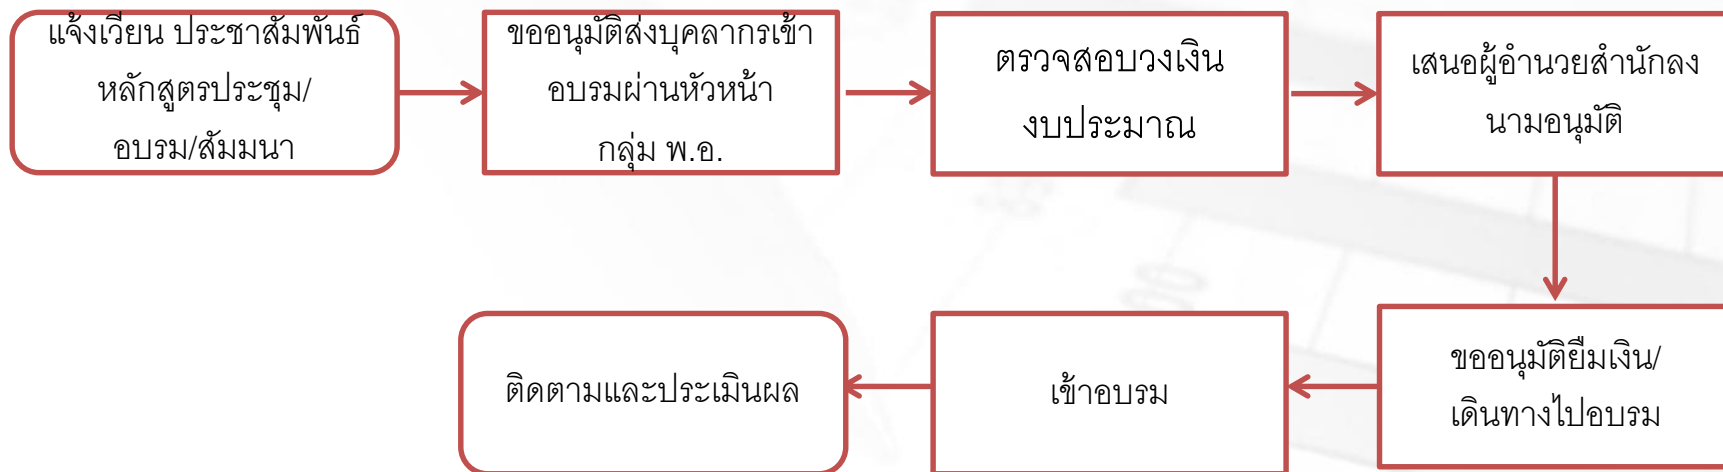 แจ้งเวียน ประชาสัมพันธ์
หลักสูตรประชุม/
อบรม/สัมมนา
ขออนุมัติส่งบุคลากรเข้า
อบรมผ่านหัวหน้า
กลุ่ม พ.อ.
ตรวจสอบวงเงิน
งบประมาณ
เสนอผู้อำนวยสำนักลง
นามอนุมัติ
ขออนุมัติยืมเงิน/
เดินทางไปอบรม
เข้าอบรม
ติดตามและประเมินผล